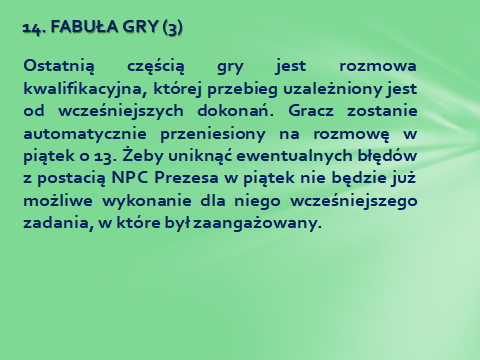 14. FABUŁA GRY (3)
Ostatnią częścią gry jest rozmowa
kwalifikacyjna, której przebieg uzależniony jest
od wcześniejszych dokonań. Gracz zostanie
automatycznie przeniesiony na rozmowę w
piątek o 13. Żeby uniknąć ewentualnych błędów
z postacią NPC Prezesa w piątek nie będzie już
możliwe wykonanie dla niego wcześniejszego
zadania, w które był zaangażowany.